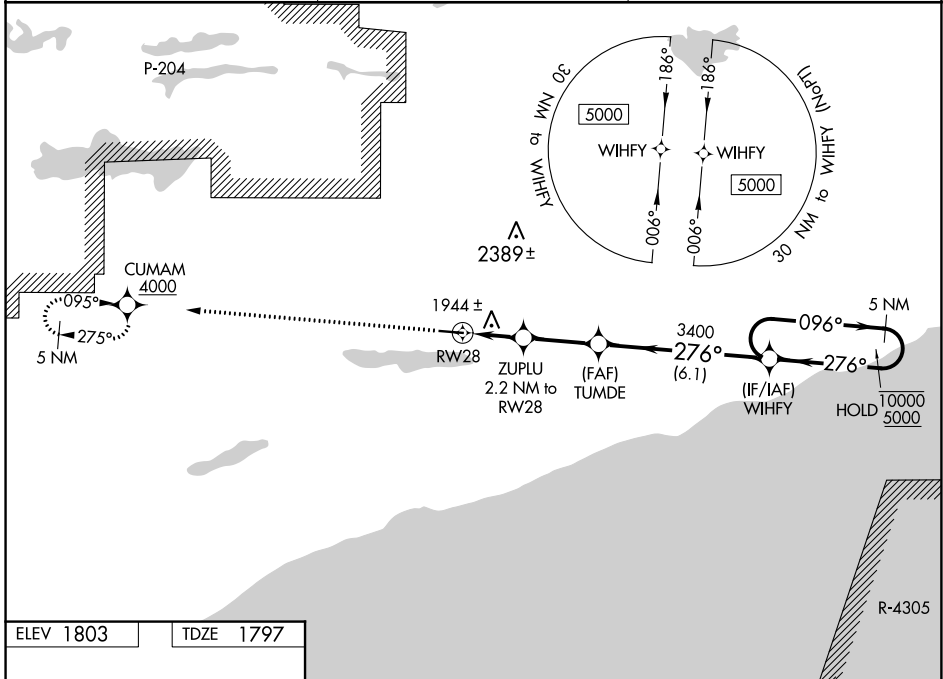 P-204
30 NM to WIHFY
5000
186°
WIHFY
006°
186°
WIHFY
5000
006°
30 NM to WIHFY (NoPT)
2389±
CUMAM
4000
095°
275°
5 NM
1944 ±
RW28
ZUPLU
2.2 NM to
RW28
(FAF)
TUMDE
3400
276°
(6.1)
(IF/IAF)
WIHFY
5 NM
096°
276°
HOLD
10000
5000
R-4305
ELEV 1803
TDZE 1797